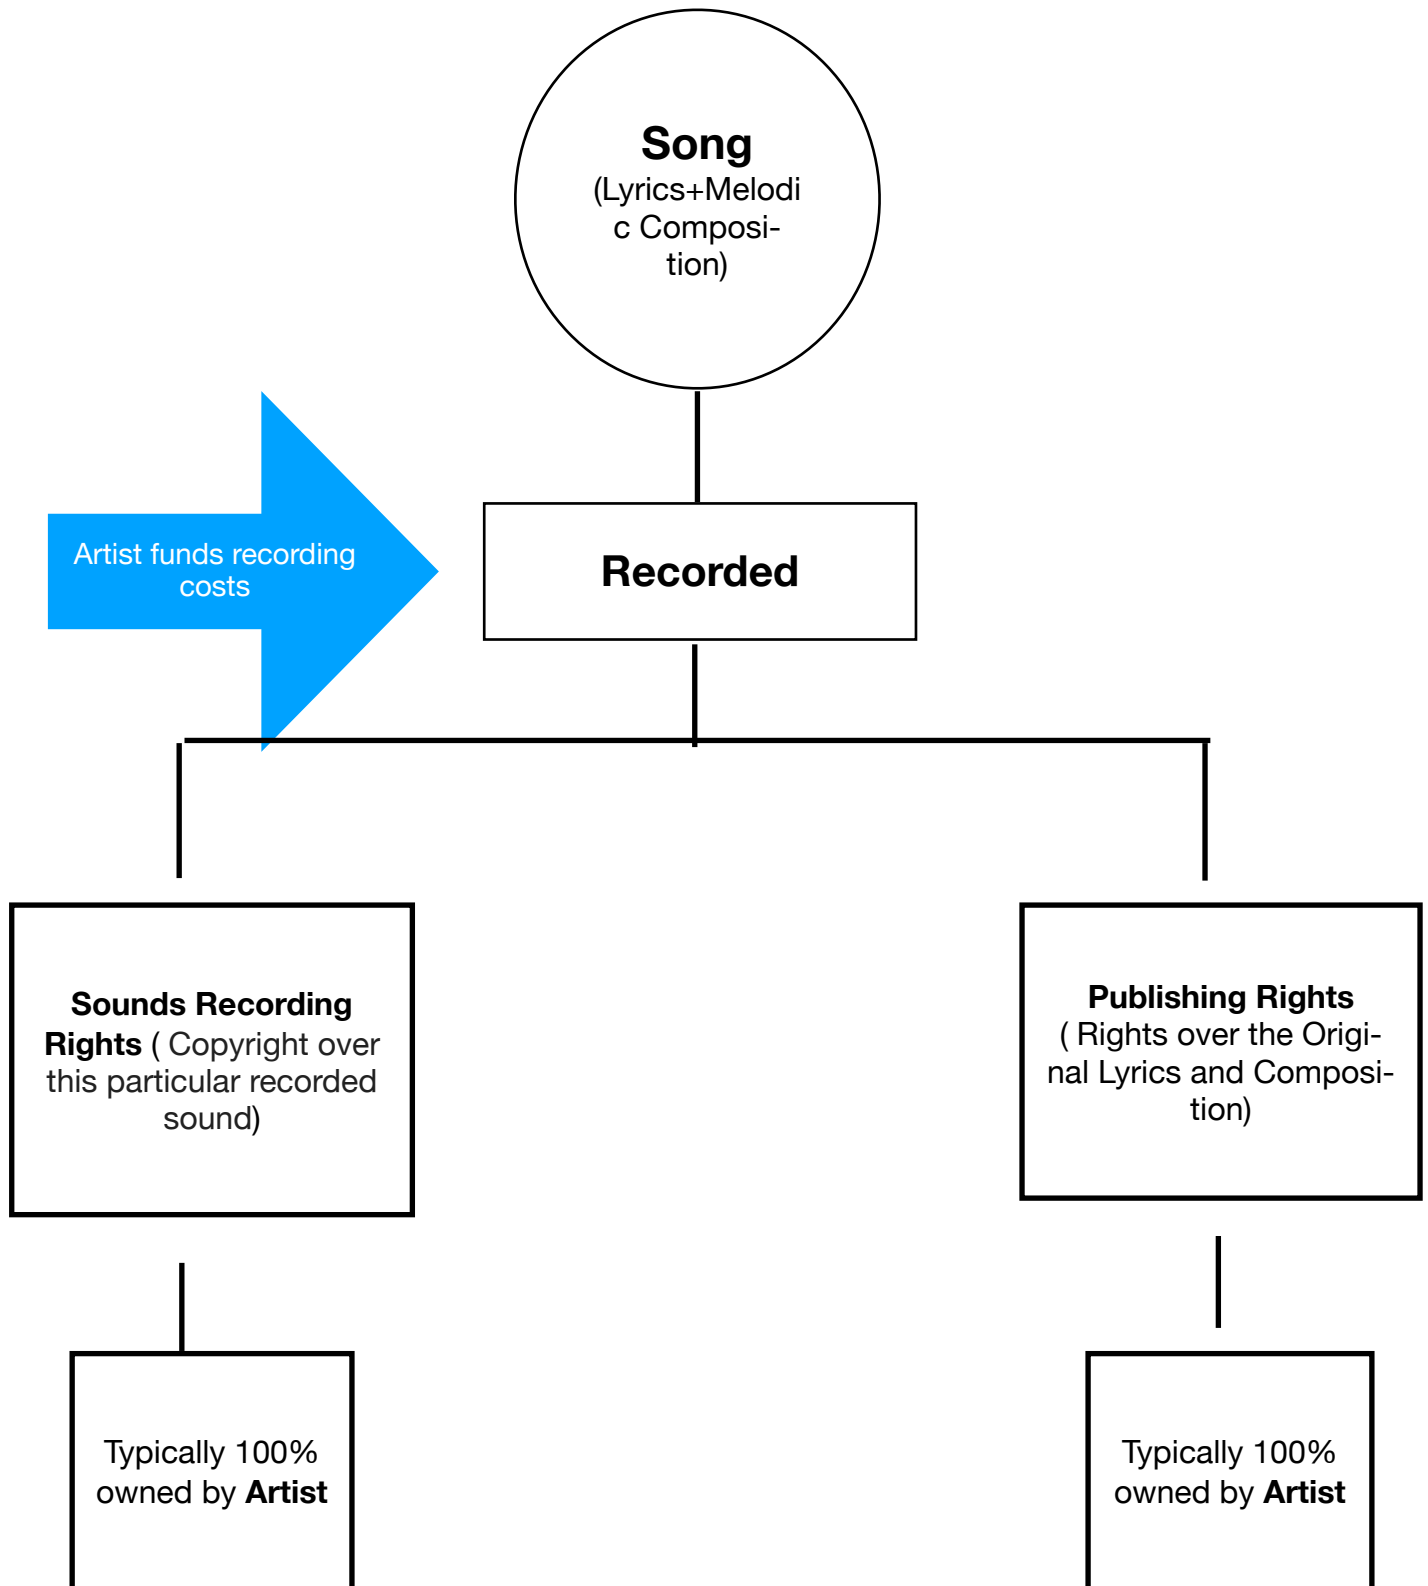 Song
(Lyrics+Melodi
c Composi-
tion)
Artist funds recording
costs
Recorded
Sounds Recording
Rights ( Copyright over
this particular recorded
sound)
Publishing Rights
( Rights over the Origi-
nal Lyrics and Composi-
tion)
Typically 100%
owned by Artist
Typically 100%
owned by Artist